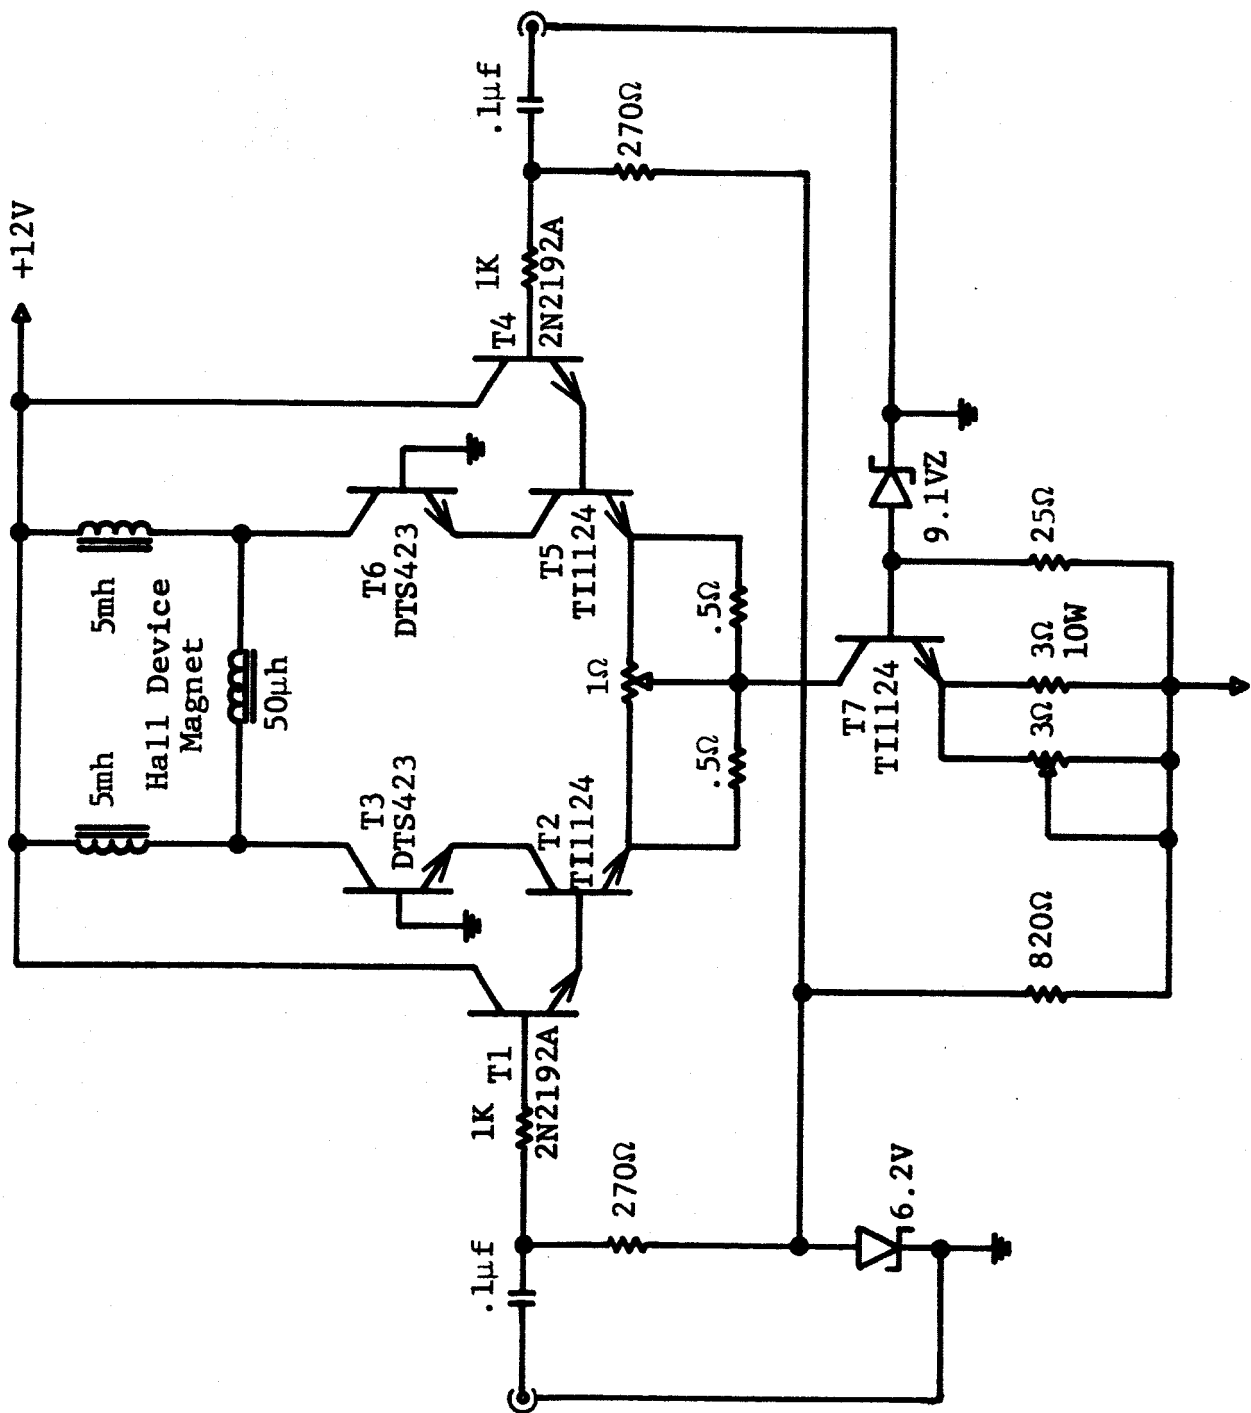 +12V
5mh
5mh
Hall Device
Magnet
50μh
.1μf
270Ω
1K
T4
2N2192A
T6
DTS423
T5
TI1124
T3
DTS423
T2
TI1124
1Ω
.5Ω
.5Ω
T1
2N2192A
1K
.1μf
270Ω
6.2V
T7
TI1124
9.1VZ
25Ω
3Ω
10W
3Ω
820Ω